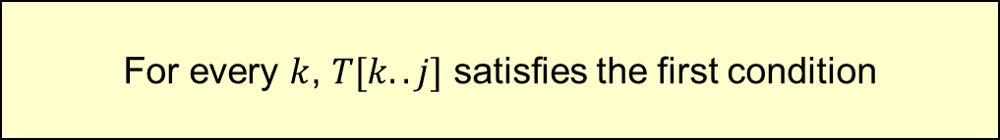 For every k, T[k..j] satisfies the first condition